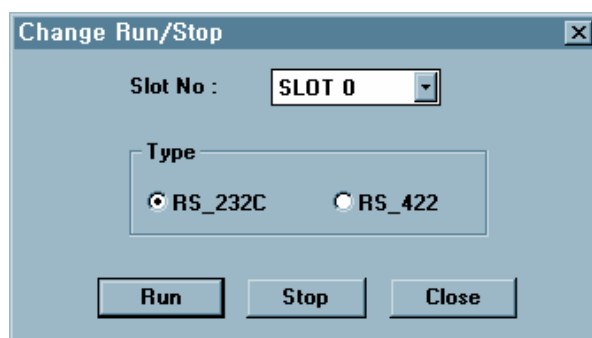 Change Run/Stop
Slot No : SLOT 0
Type
RS_232C RS_422
Run Stop Close